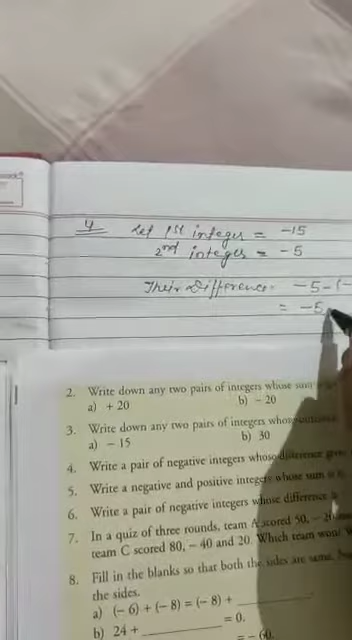 4 Let 1st integer = -15
2nd integer = -5
Their Difference = -5-(-
= -5
2. Write down any two pairs of integers whose sum
a) + 20 b) - 20
3. Write down any two pairs of integers whose
a) - 15 b) 30
4. Write a pair of negative integers whose difference
5. Write a negative and positive integer whose sum is
6. Write a pair of negative integers whose difference
7. In a quiz of three rounds, team A scored 50, -
team C scored 80, - 40 and 20. Which team won
8. Fill in the blanks so that both the sides are same,
the sides.
a) (- 6) + (- 8) = (- 8) + ________
b) 24 + ________ = 0.
= - 60.